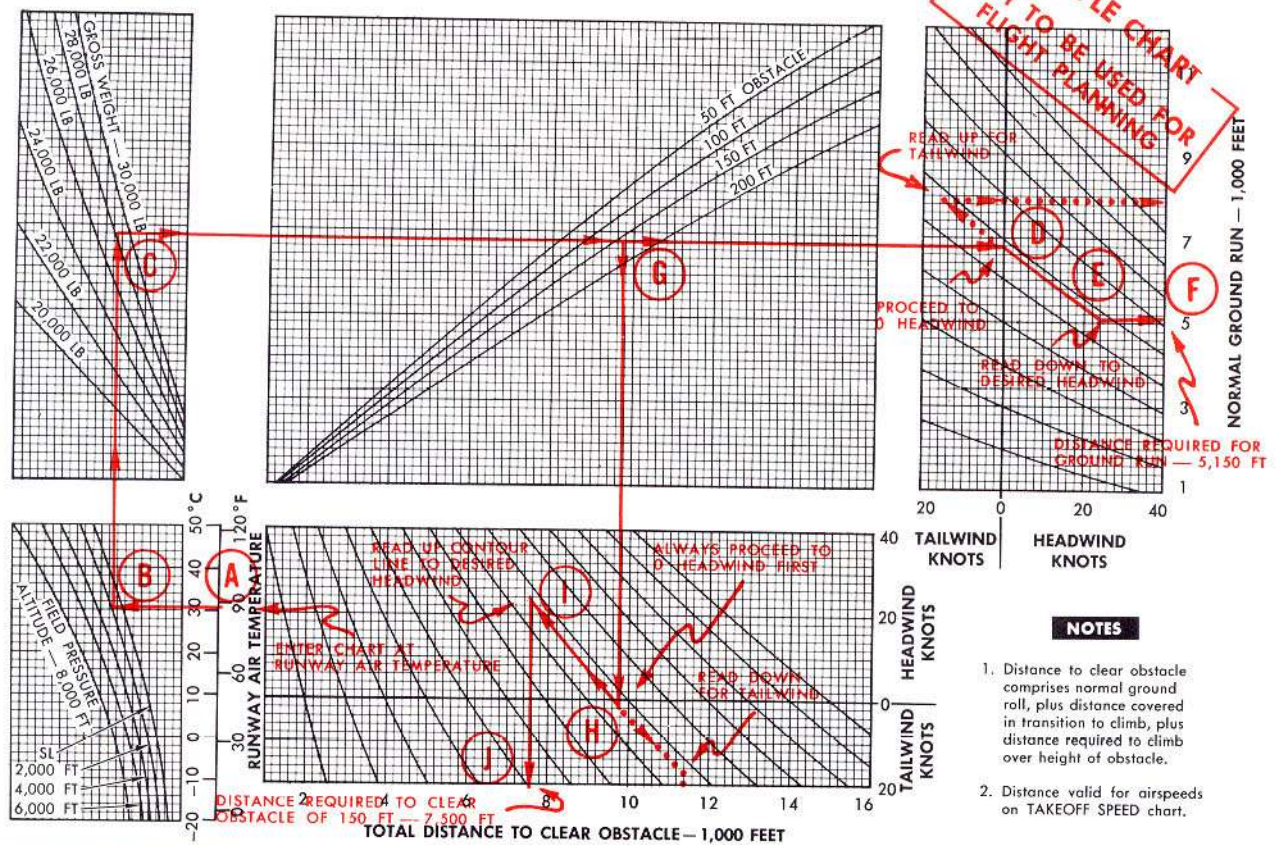 LE CHART
TO BE USED FOR
FLIGHT PLANNING
GROSS WEIGHT — 30,000 LB
28,000 LB
26,000 LB
24,000 LB
22,000 LB
20,000 LB
C
50 FT OBSTACLE
100 FT
150 FT
200 FT
G
READ UP FOR
TAILWIND
D
E
F
PROCEED TO
0 HEADWIND
READ DOWN TO
DESIRED HEADWIND
DISTANCE REQUIRED FOR
GROUND RUN — 5,150 FT
9
7
5
3
1
NORMAL GROUND RUN — 1,000 FEET
20
0
20
40
TAILWIND
KNOTS
HEADWIND
KNOTS
B
A
FIELD PRESSURE
ALTITUDE — 8,000 FT
SL
2,000 FT
4,000 FT
6,000 FT
°C
50
40
30
20
10
0
-10
-20
120°F
90
60
30
RUNWAY AIR TEMPERATURE
ENTER CHART AT
RUNWAY AIR TEMPERATURE
READ UP CONTOUR
LINE TO DESIRED
HEADWIND
I
ALWAYS PROCEED TO
0 HEADWIND FIRST
READ DOWN
FOR TAILWIND
H
J
40
20
0
20
HEADWIND
KNOTS
TAILWIND
KNOTS
2
6
8
10
12
14
16
DISTANCE REQUIRED TO CLEAR
OBSTACLE OF 150 FT — 7,500 FT
TOTAL DISTANCE TO CLEAR OBSTACLE — 1,000 FEET
NOTES
1. Distance to clear obstacle
comprises normal ground
roll, plus distance covered
in transition to climb, plus
distance required to climb
over height of obstacle.
2. Distance valid for airspeeds
on TAKEOFF SPEED chart.